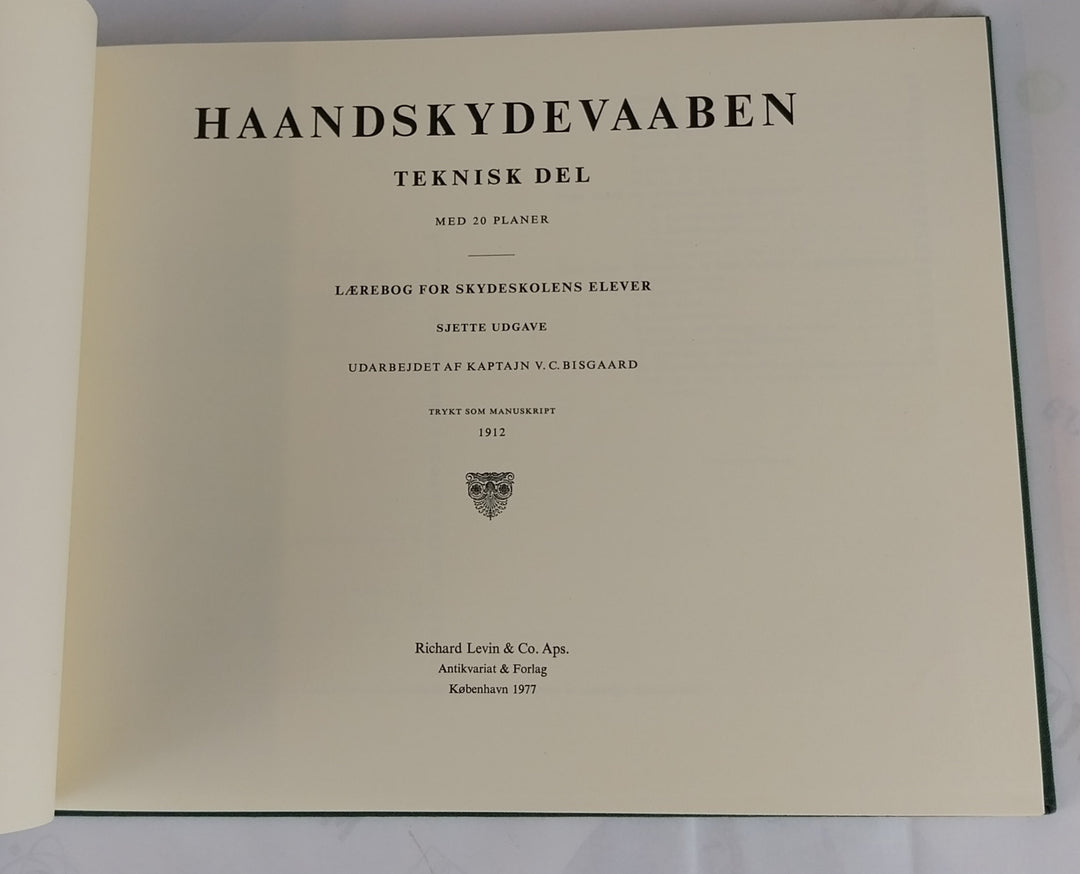 HAANDSKYDEVAABEN
TEKNISK DEL
MED 20 PLANER
LÆREBOG FOR SKYDESKOLENS ELEVER
SJETTE UDGAVE
UDARBEJDET AF KAPTAJN V. C. BISGAARD
TRYKT SOM MANUSKRIPT
1912
Richard Levin & Co. Aps.
Antikvariat & Forlag
København 1977